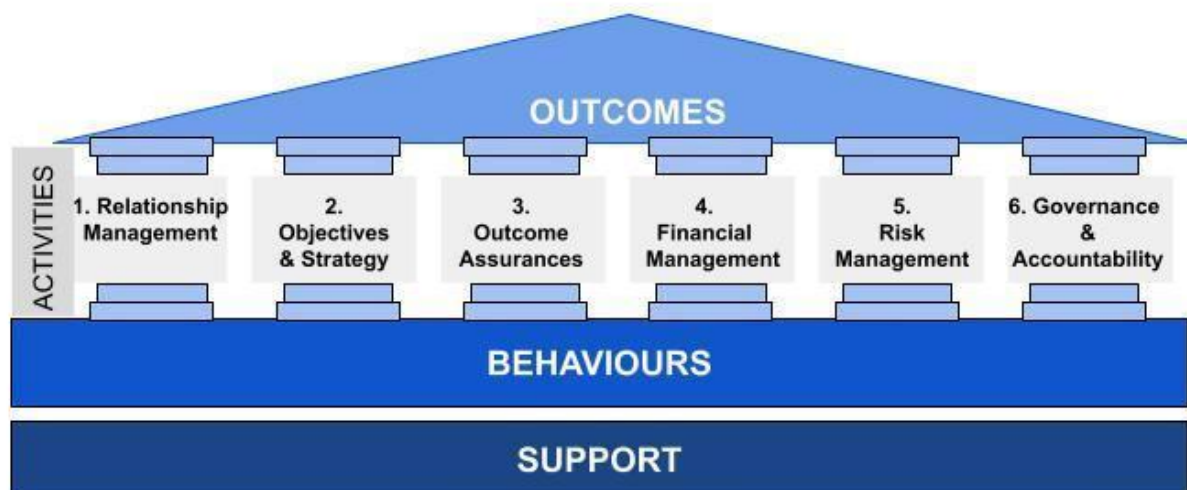 OUTCOMES
ACTIVITIES
1. Relationship
Management
2.
Objectives
& Strategy
3.
Outcome
Assurances
4.
Financial
Management
5.
Risk
Management
6. Governance
&
Accountability
BEHAVIOURS
SUPPORT